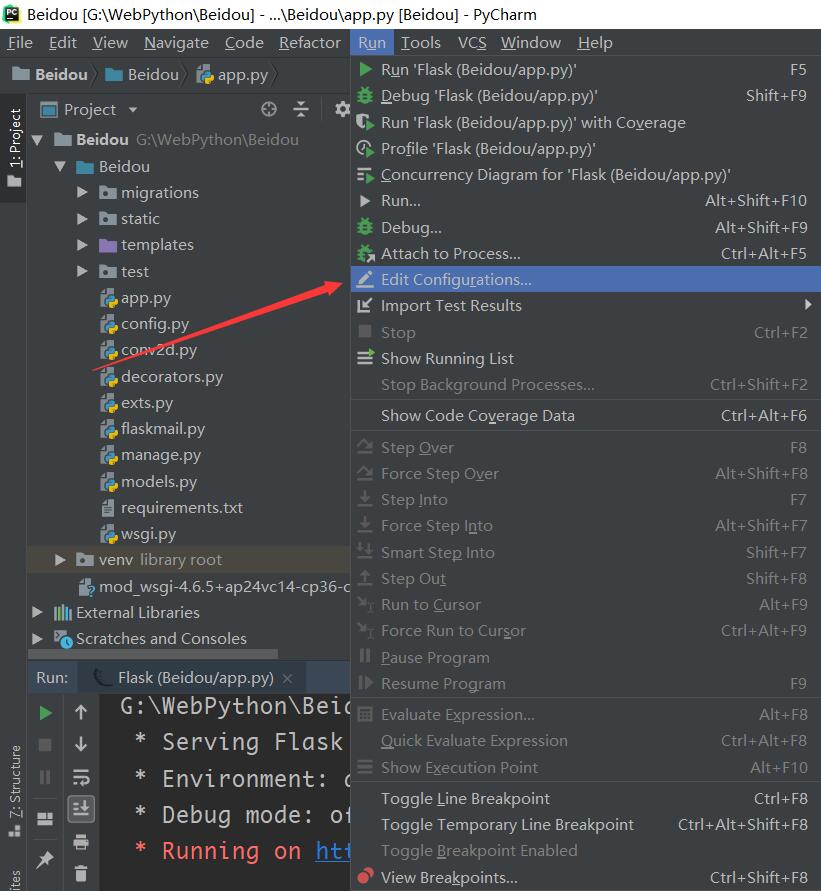 Beidou [G:\WebPython\Beidou] - ...\Beidou\app.py [Beidou] - PyCharm
File Edit View Navigate Code Refactor Run Tools VCS Window Help
Beidou Beidou app.py
1: Project
Project
Beidou G:\WebPython\Beidou
Beidou
migrations
static
templates
test
app.py
config.py
conv2d.py
decorators.py
exts.py
flaskmail.py
manage.py
models.py
requirements.txt
wsgi.py
venv library root
mod_wsgi-4.6.5+ap24vc14-cp36-c
External Libraries
Scratches and Consoles
Run 'Flask (Beidou/app.py)' F5
Debug 'Flask (Beidou/app.py)' Shift+F9
Run 'Flask (Beidou/app.py)' with Coverage
Profile 'Flask (Beidou/app.py)'
Concurrency Diagram for 'Flask (Beidou/app.py)'
Run... Alt+Shift+F10
Debug... Alt+Shift+F9
Attach to Process... Ctrl+Alt+F5
Edit Configurations...
Import Test Results
Stop Ctrl+F2
Show Running List
Stop Background Processes... Ctrl+Shift+F2
Show Code Coverage Data Ctrl+Alt+F6
Step Over F8
Force Step Over Alt+Shift+F8
Step Into F7
Force Step Into Alt+Shift+F7
Smart Step Into Shift+F7
Step Out Shift+F8
Run to Cursor Alt+F9
Force Run to Cursor Ctrl+Alt+F9
Pause Program
Resume Program F9
Evaluate Expression... Alt+F8
Quick Evaluate Expression Ctrl+Alt+F8
Show Execution Point Alt+F10
Toggle Line Breakpoint Ctrl+F8
Toggle Temporary Line Breakpoint Ctrl+Alt+Shift+F8
Toggle Breakpoint Enabled
View Breakpoints... Ctrl+Shift+F8
Run: Flask (Beidou/app.py)
G:\WebPython\Beid
* Serving Flask
* Environment:
* Debug mode: of
* Running on htt
7: Structure